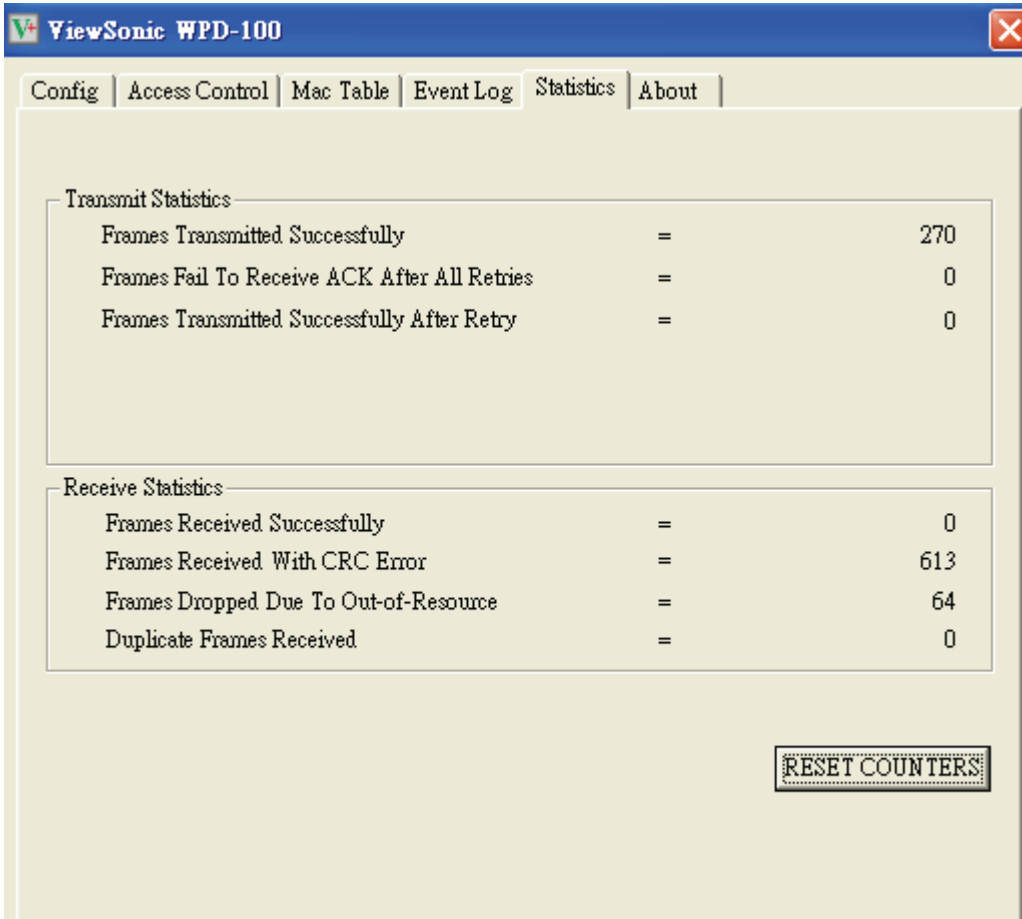 ViewSonic WPD-100
Config Access Control Mac Table Event Log Statistics About
Transmit Statistics
Frames Transmitted Successfully = 270
Frames Fail To Receive ACK After All Retries = 0
Frames Transmitted Successfully After Retry = 0
Receive Statistics
Frames Received Successfully = 0
Frames Received With CRC Error = 613
Frames Dropped Due To Out-of-Resource = 64
Duplicate Frames Received = 0
RESET COUNTERS